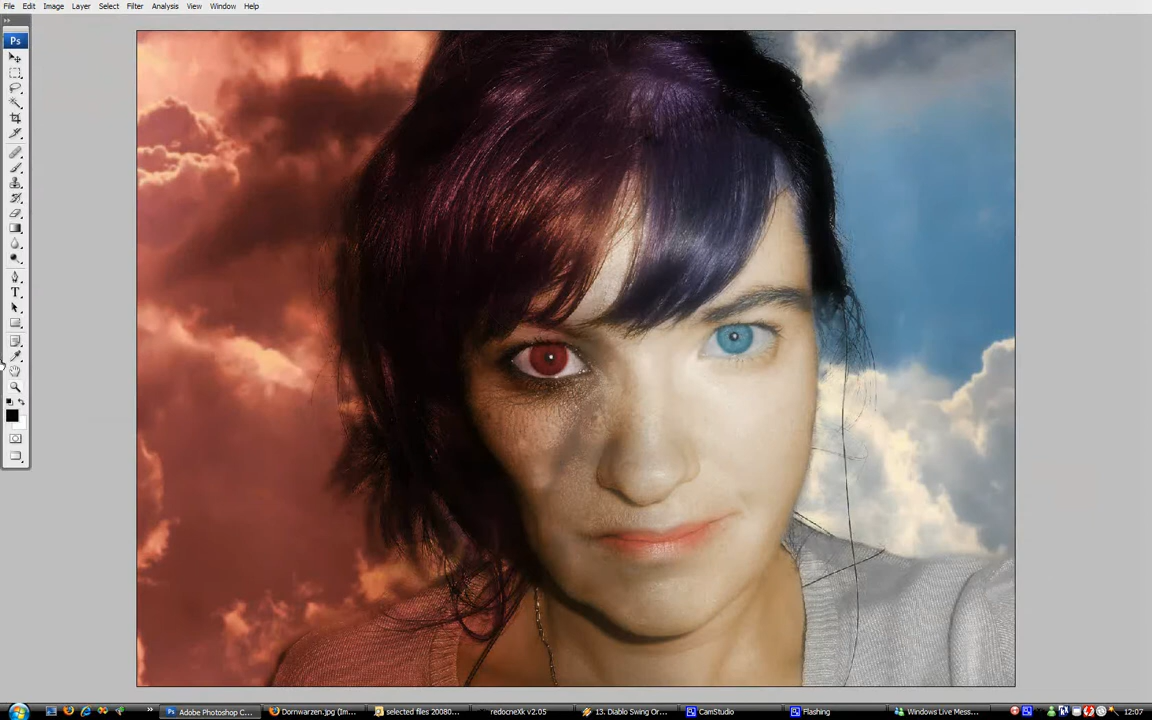 File Edit Image Layer Select Filter Analysis View Window Help
Ps
T
Adobe Photoshop C... Dornwarzen.jpg (Im... selected files 20080... redocneXk v2.05 13. Diablo Swing Or... CamStudio Flashing Windows Live Mess... 12:07